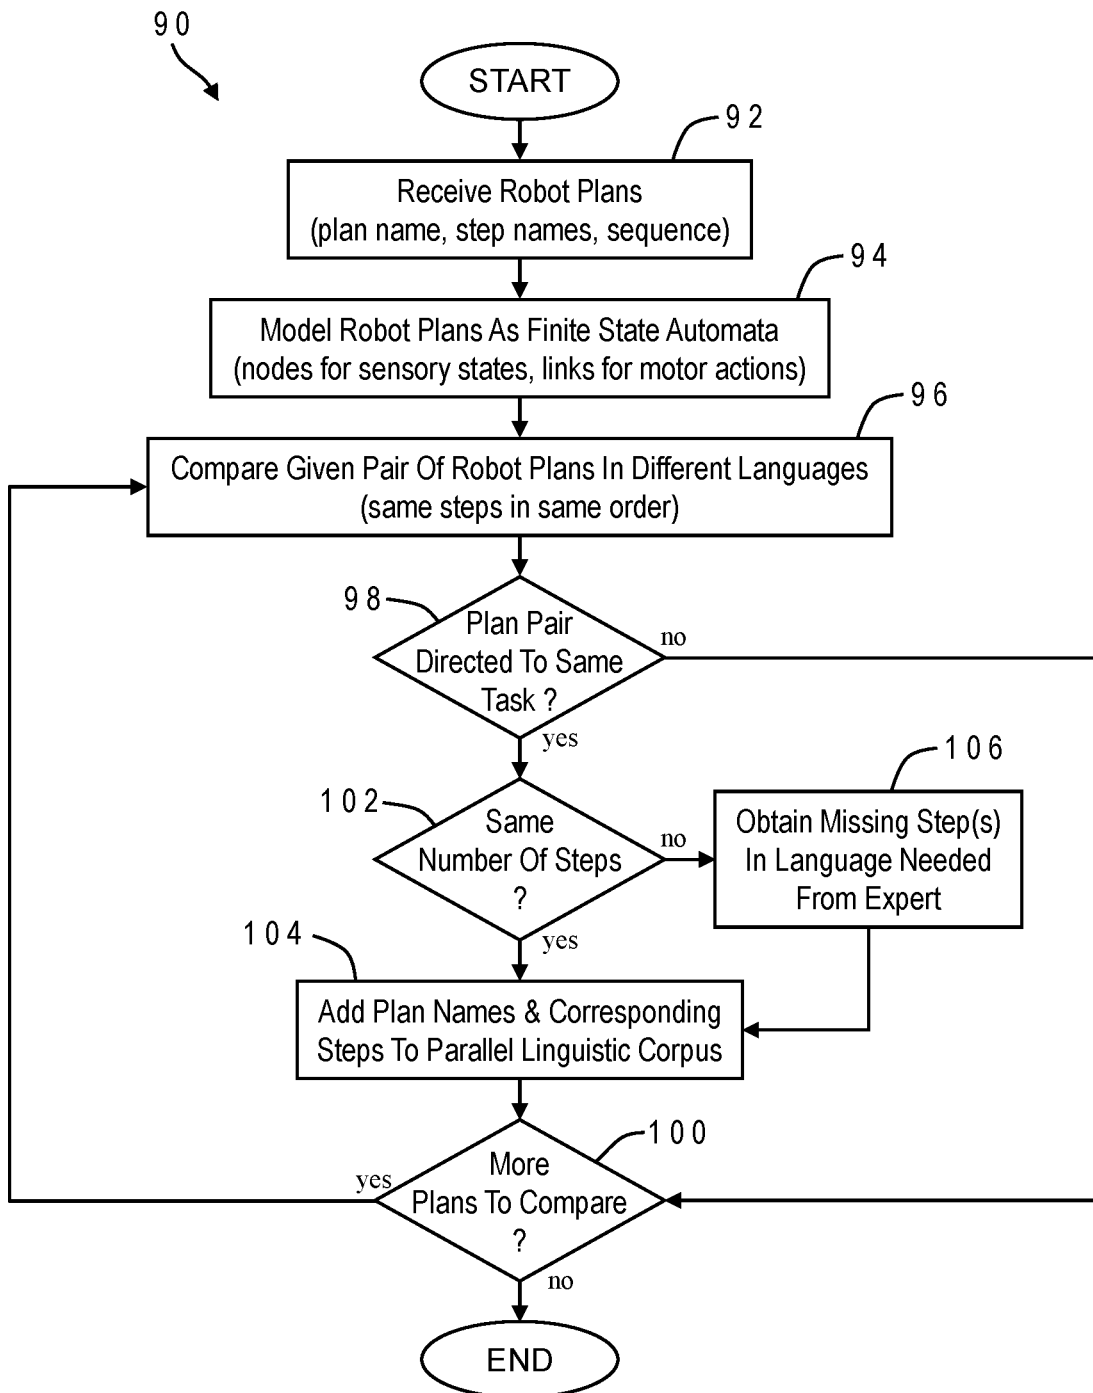 90
START
92
Receive Robot Plans
(plan name, step names, sequence)
94
Model Robot Plans As Finite State Automata
(nodes for sensory states, links for motor actions)
96
Compare Given Pair Of Robot Plans In Different Languages
(same steps in same order)
98
Plan Pair
Directed To Same
Task ?
no
yes
102
Same
Number Of Steps
?
no
yes
106
Obtain Missing Step(s)
In Language Needed
From Expert
104
Add Plan Names & Corresponding
Steps To Parallel Linguistic Corpus
100
More
Plans To Compare
?
yes
no
END